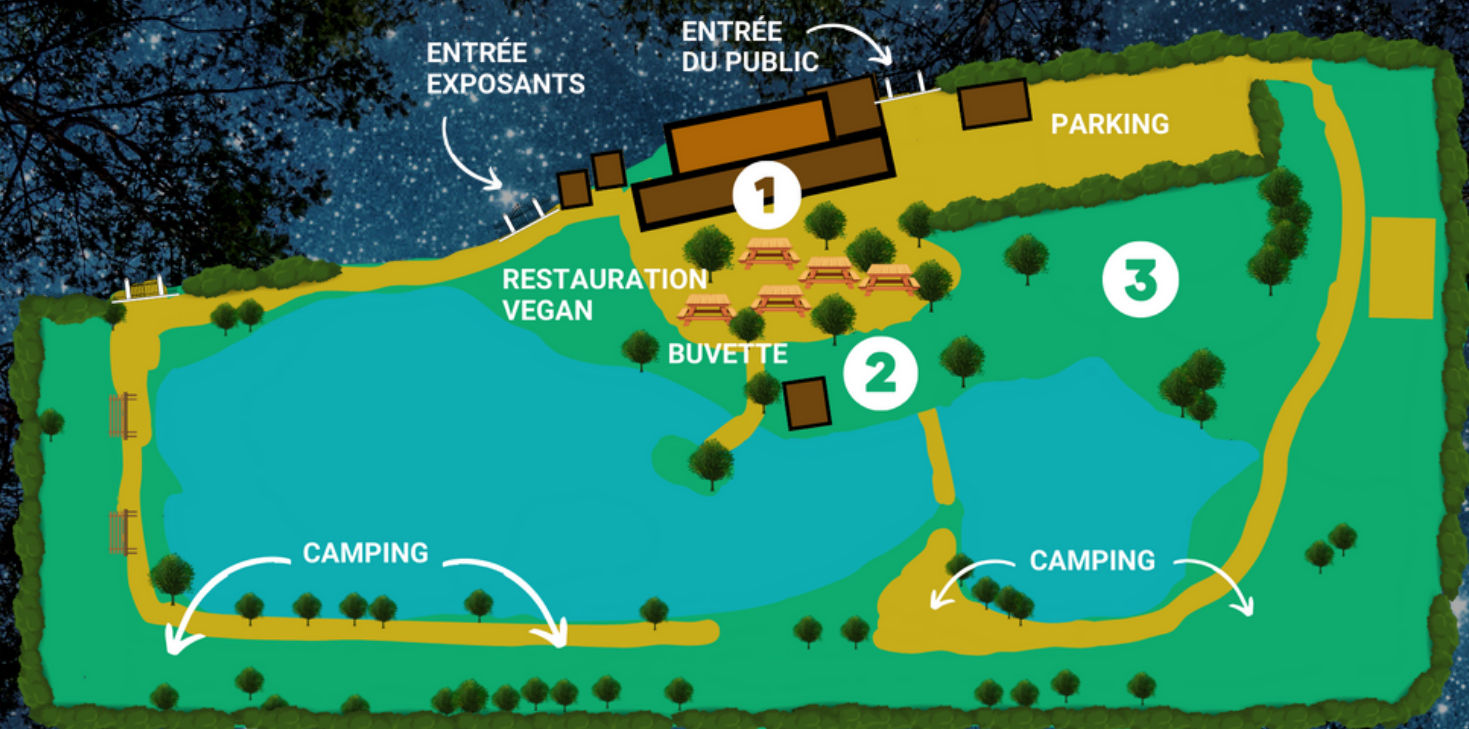 ENTRÉE
DU PUBLIC
ENTRÉE
EXPOSANTS
PARKING
1
RESTAURATION
VEGAN
3
BUVETTE
2
CAMPING
CAMPING